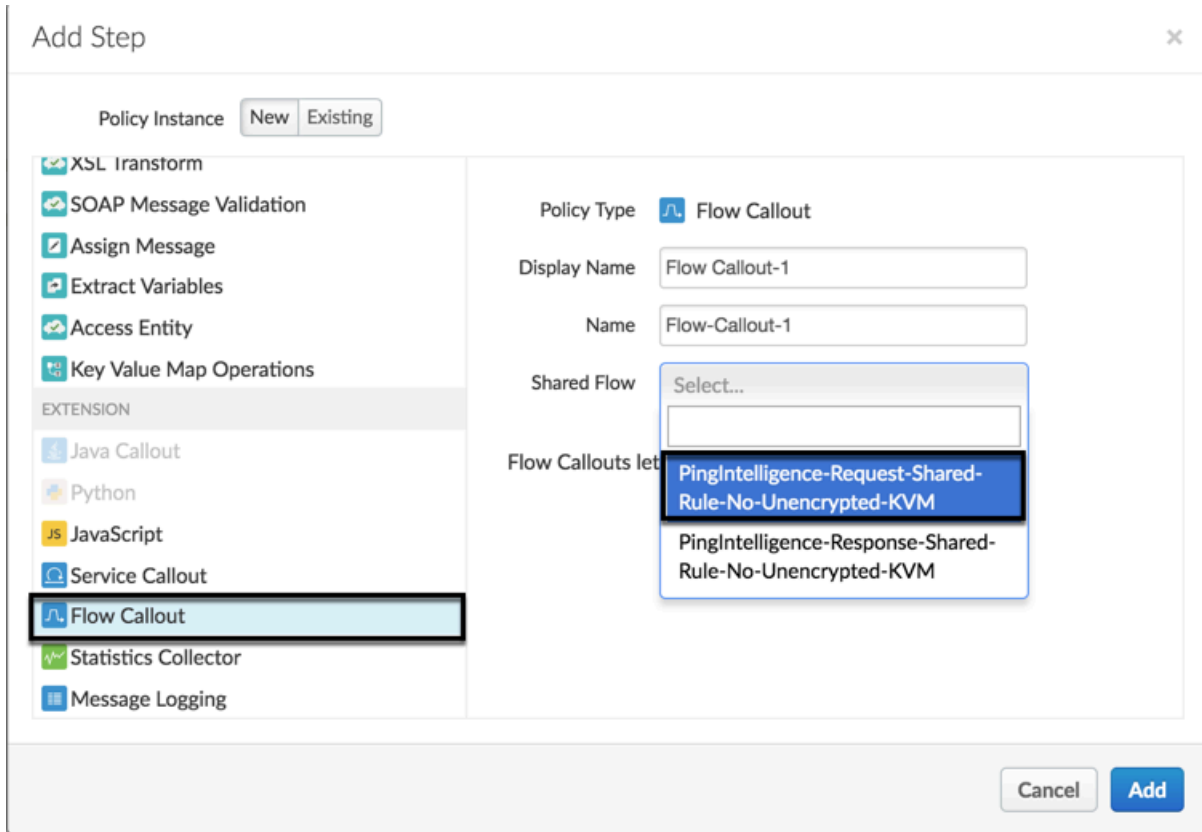 Add Step
×
Policy Instance New Existing
XSL Transform
SOAP Message Validation
Assign Message
Extract Variables
Access Entity
Key Value Map Operations
EXTENSION
Java Callout
Python
JS JavaScript
Service Callout
Flow Callout
Statistics Collector
Message Logging
Policy Type Flow Callout
Display Name Flow Callout-1
Name Flow-Callout-1
Shared Flow Select...
Flow Callouts let
PingIntelligence-Request-Shared-
Rule-No-Unencrypted-KVM
PingIntelligence-Response-Shared-
Rule-No-Unencrypted-KVM
Cancel Add